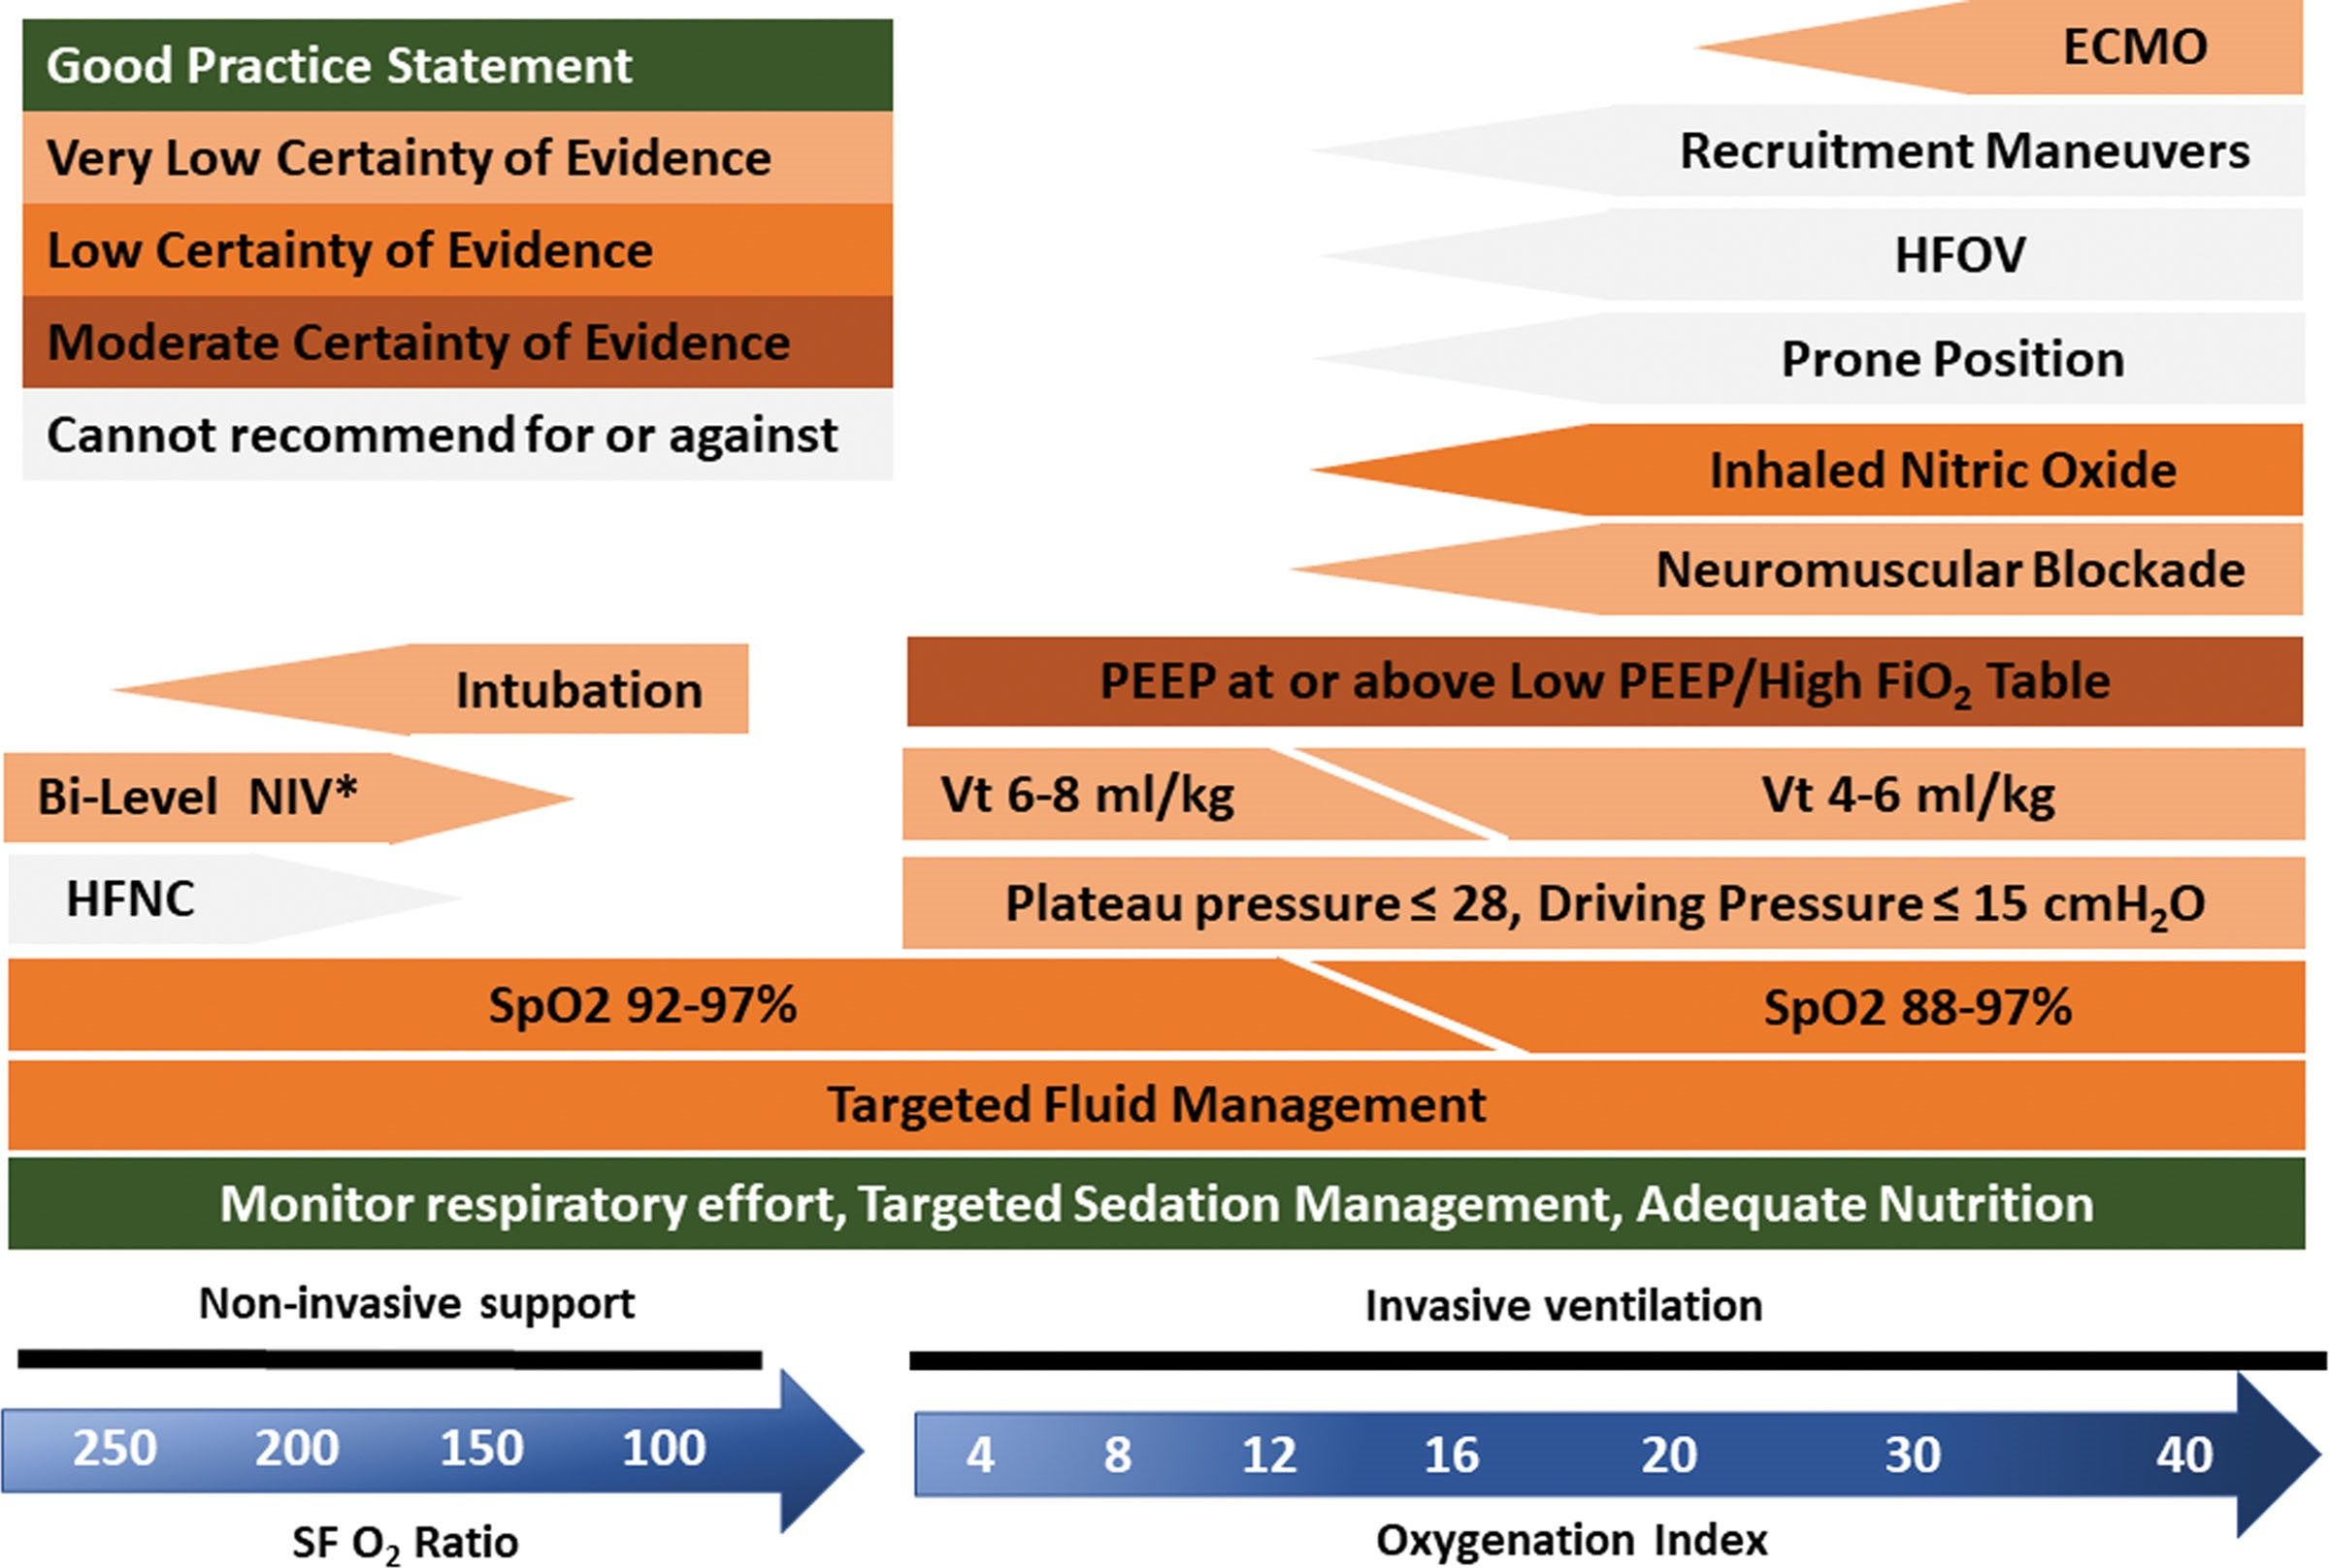 Good Practice Statement
Very Low Certainty of Evidence
Low Certainty of Evidence
Moderate Certainty of Evidence
Cannot recommend for or against
ECMO
Recruitment Maneuvers
HFOV
Prone Position
Inhaled Nitric Oxide
Neuromuscular Blockade
Intubation
PEEP at or above Low PEEP/High FiO₂ Table
Bi-Level NIV*
Vt 6-8 ml/kg
Vt 4-6 ml/kg
HFNC
Plateau pressure ≤ 28, Driving Pressure ≤ 15 cmH₂O
SpO2 92-97%
SpO2 88-97%
Targeted Fluid Management
Monitor respiratory effort, Targeted Sedation Management, Adequate Nutrition
Non-invasive support
Invasive ventilation
250 200 150 100
4 8 12 16 20 30 40
SF O₂ Ratio
Oxygenation Index